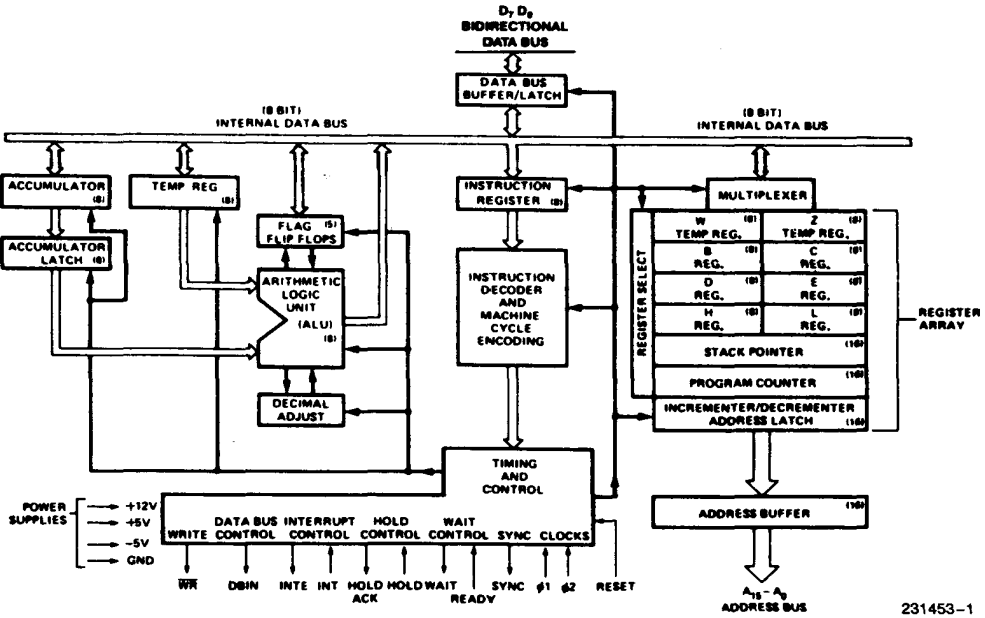 D₇ D₀
BIDIRECTIONAL
DATA BUS
DATA BUS
BUFFER/LATCH
(8 BIT)
INTERNAL DATA BUS
(8 BIT)
INTERNAL DATA BUS
ACCUMULATOR
(8)
TEMP REG
(8)
INSTRUCTION
REGISTER (8)
MULTIPLEXER
ACCUMULATOR
LATCH (8)
FLAG (5)
FLIP FLOPS
ARITHMETIC
LOGIC
UNIT
(ALU)
(8)
DECIMAL
ADJUST
INSTRUCTION
DECODER
AND
MACHINE
CYCLE
ENCODING
REGISTER SELECT
W (8)
TEMP REG.
Z (8)
TEMP REG.
B (8)
REG.
C (8)
REG.
D (8)
REG.
E (8)
REG.
H (8)
REG.
L (8)
REG.
STACK POINTER (16)
PROGRAM COUNTER (16)
INCREMENTER/DECREMENTER
ADDRESS LATCH (16)
REGISTER
ARRAY
TIMING
AND
CONTROL
POWER
SUPPLIES
+12V
+5V
-5V
GND
WRITE
DATA BUS
CONTROL
INTERRUPT
CONTROL
HOLD
CONTROL
WAIT
CONTROL
SYNC
CLOCKS
W̅R̅
DBIN
INTE
INT
HOLD
ACK
HOLD
WAIT
READY
SYNC
ϕ1
ϕ2
RESET
ADDRESS BUFFER (16)
A₁₅ – A₀
ADDRESS BUS
231453-1